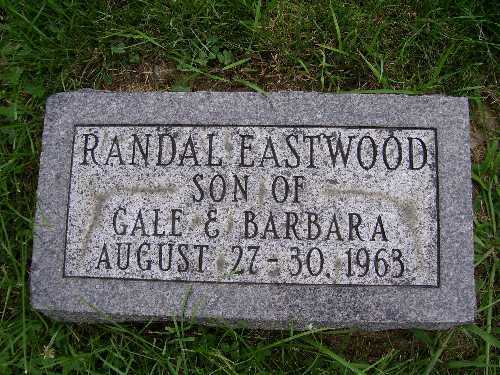 RANDAL EASTWOOD
SON OF
GALE & BARBARA
AUGUST 27-30, 1963